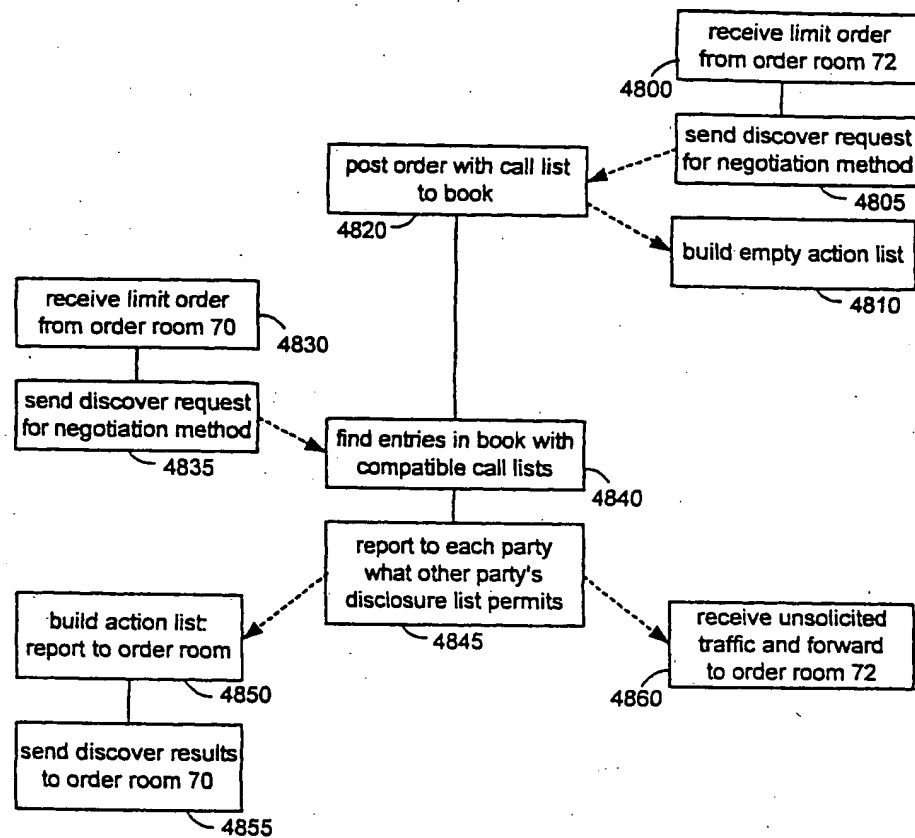 receive limit order
from order room 72
4800
send discover request
for negotiation method
4805
post order with call list
to book
4820
build empty action list
4810
receive limit order
from order room 70
4830
send discover request
for negotiation method
4835
find entries in book with
compatible call lists
4840
report to each party
what other party's
disclosure list permits
4845
build action list:
report to order room
4850
receive unsolicited
traffic and forward
to order room 72
4860
send discover results
to order room 70
4855